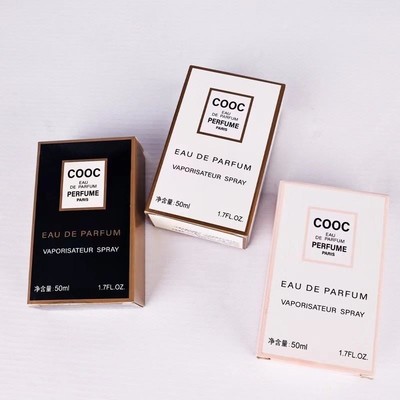 COOC
EAU
DE PARFUM
PERFUME
PARIS
EAU DE PARFUM
VAPORISATEUR SPRAY
净含量:50ml
1.7FL.OZ.
COOC
EAU
DE PARFUM
PERFUME
PARIS
EAU DE PARFUM
VAPORISATEUR SPRAY
净含量:50ml
1.7FL.OZ.
COOC
EAU
DE PARFUM
PERFUME
PARIS
EAU DE PARFUM
VAPORISATEUR SPRAY
净含量:50ml
1.7FL.OZ.